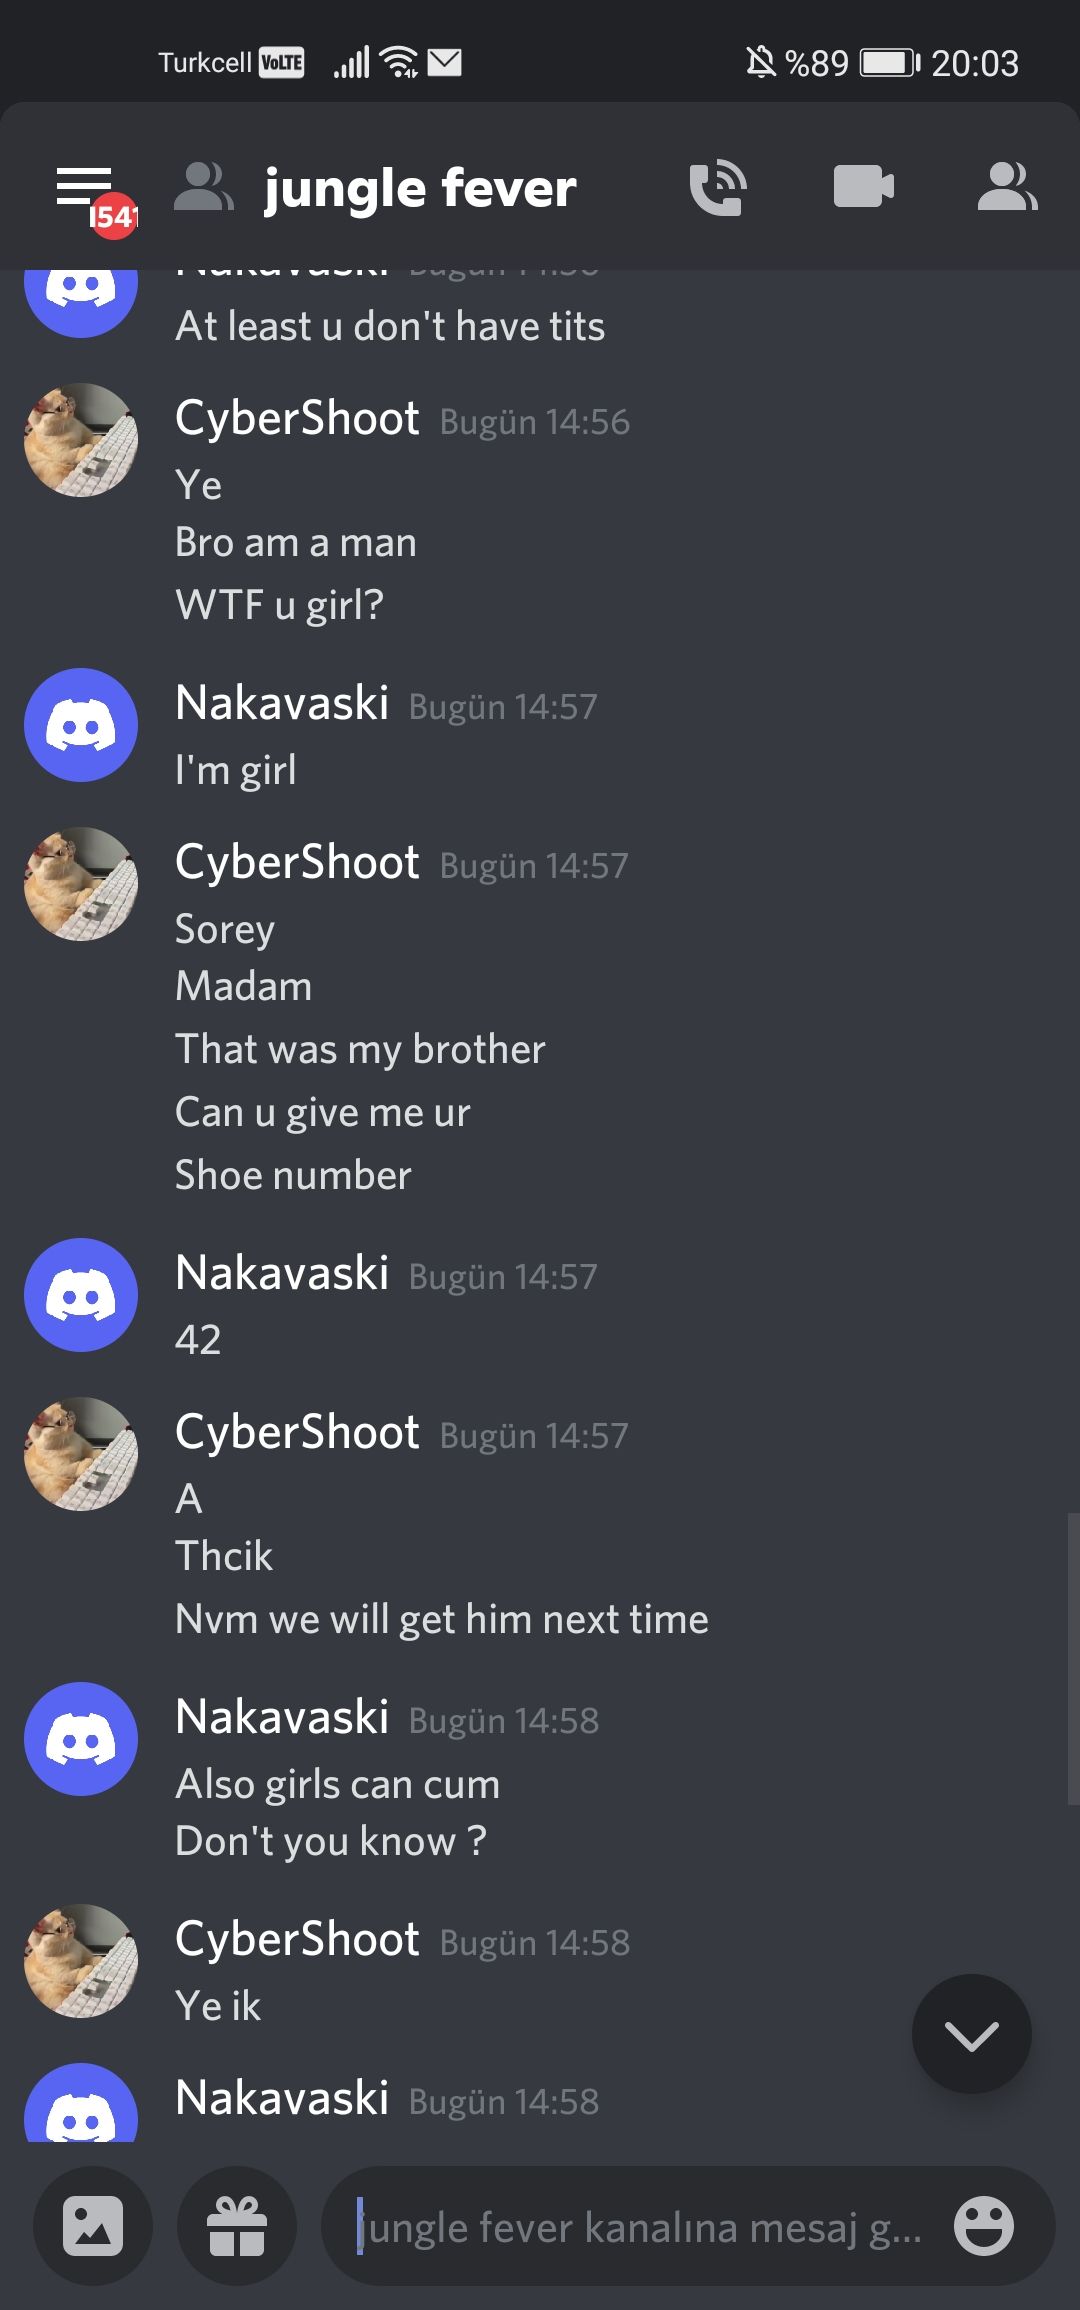 Turkcell VoLTE %89 20:03
jungle fever
1541
Nakavaski Bugün 14:56
At least u don't have tits
CyberShoot Bugün 14:56
Ye
Bro am a man
WTF u girl?
Nakavaski Bugün 14:57
I'm girl
CyberShoot Bugün 14:57
Sorey
Madam
That was my brother
Can u give me ur
Shoe number
Nakavaski Bugün 14:57
42
CyberShoot Bugün 14:57
A
Thcik
Nvm we will get him next time
Nakavaski Bugün 14:58
Also girls can cum
Don't you know ?
CyberShoot Bugün 14:58
Ye ik
Nakavaski Bugün 14:58
jungle fever kanalına mesaj g...